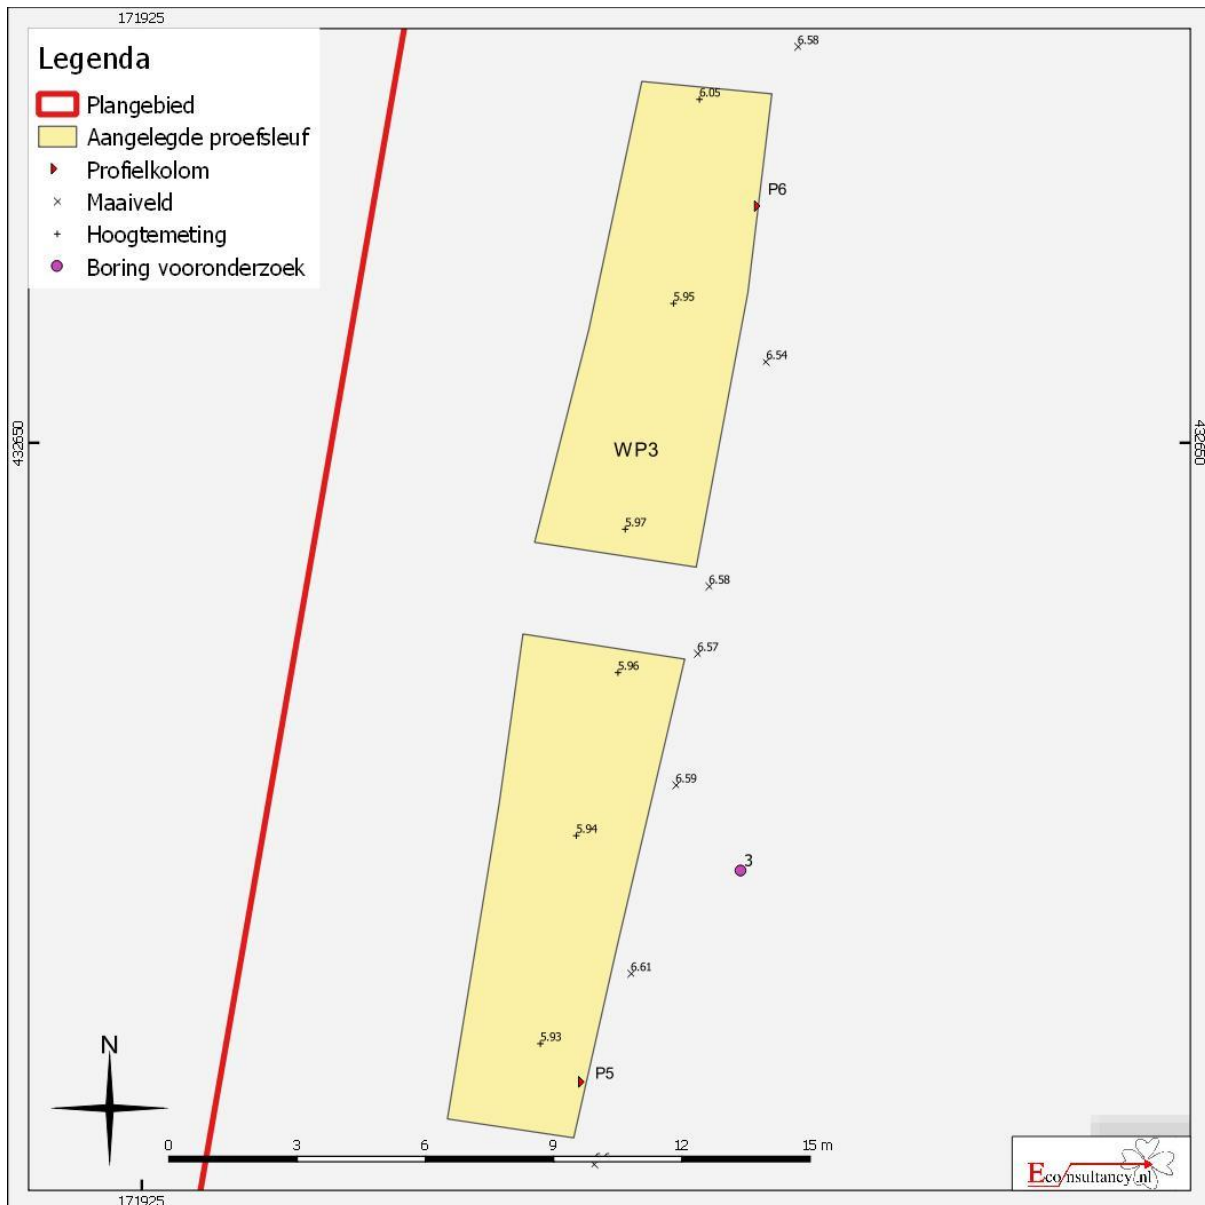 171925
Legenda
Plangebied
Aangelegde proefsleuf
Profielkolom
Maaiveld
Hoogtemeting
Boring vooronderzoek
6.58
6.05
P6
5.95
6.54
432650
432650
WP3
5.97
6.58
6.57
5.96
6.59
5.94
3
6.61
5.93
P5
N
0 3 6 9 12 15 m
Econsultancy.nl
171925